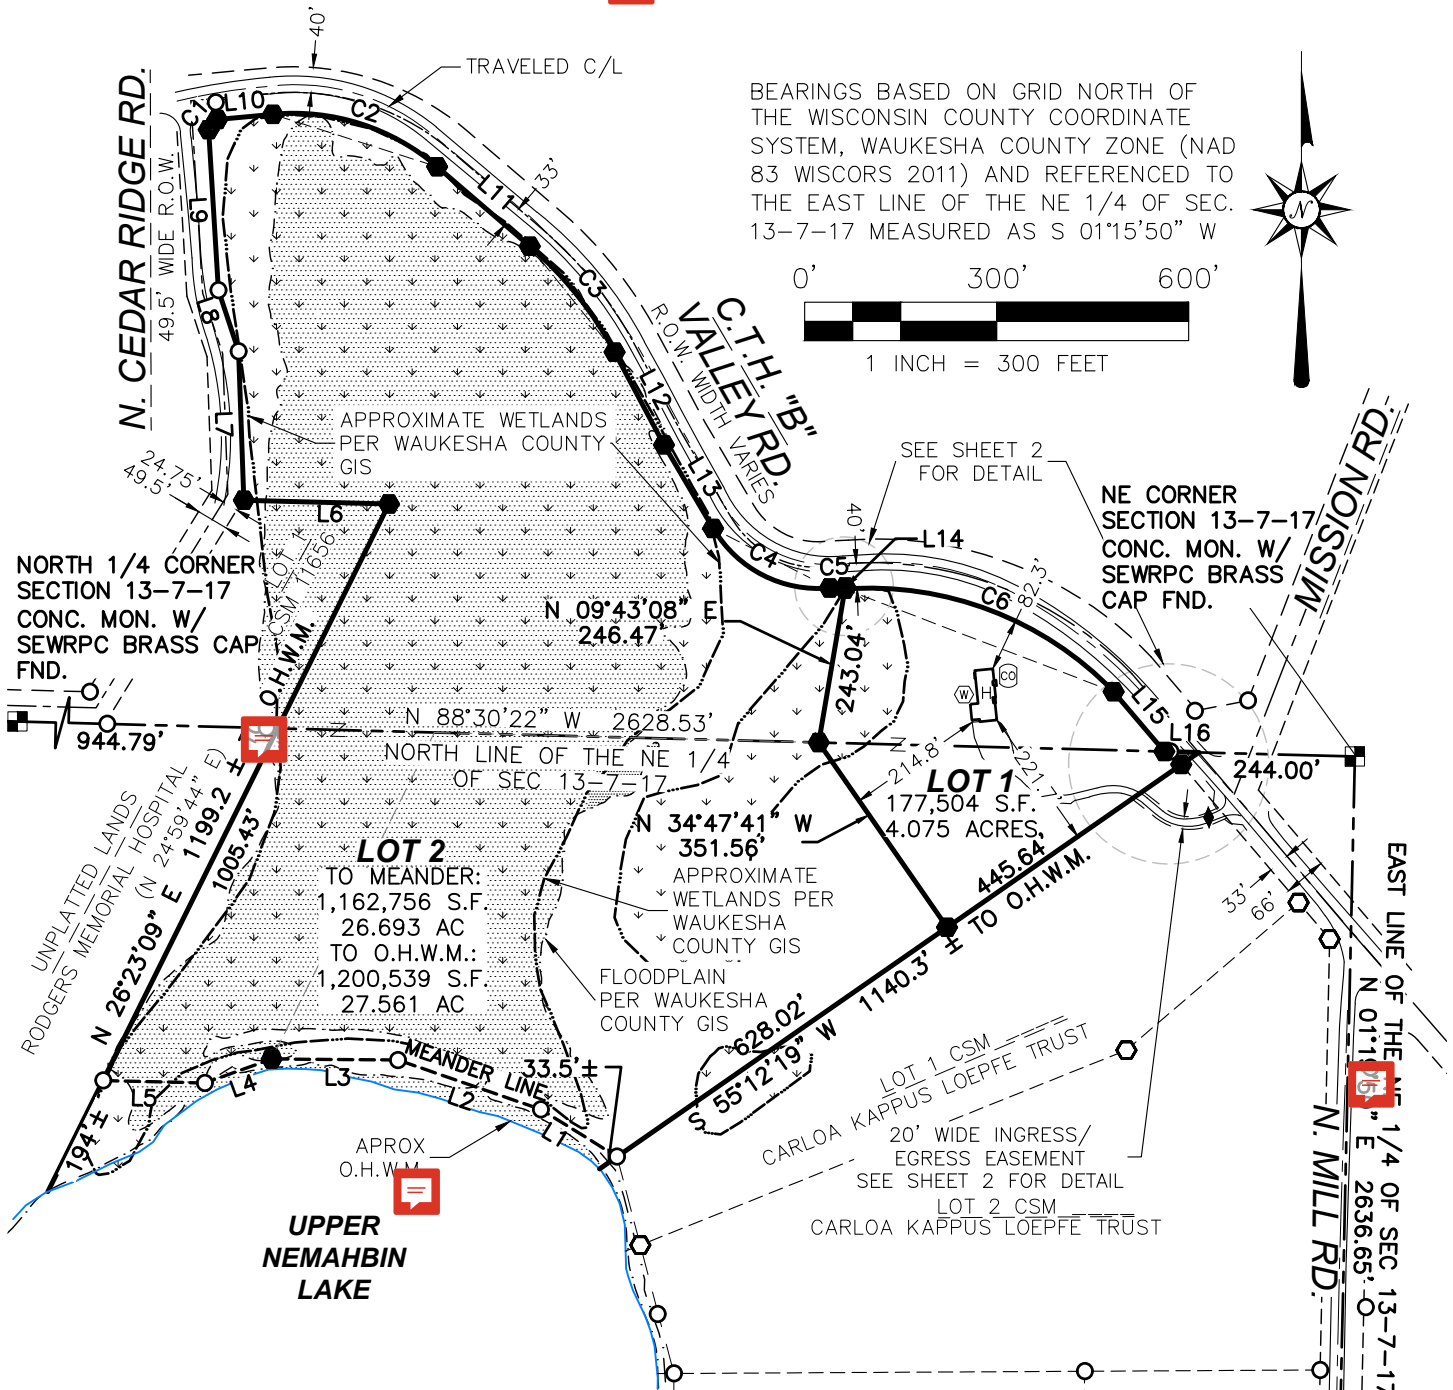 40'
TRAVELED C/L
N. CEDAR RIDGE RD.
49.5' WIDE R.O.W.
C1
L10
C2
L11
33'
L9
L8
L7
C3
L12
L13
BEARINGS BASED ON GRID NORTH OF
THE WISCONSIN COUNTY COORDINATE
SYSTEM, WAUKESHA COUNTY ZONE (NAD
83 WISCORS 2011) AND REFERENCED TO
THE EAST LINE OF THE NE 1/4 OF SEC.
13-7-17 MEASURED AS S 01°15'50" W
N
0' 300' 600'
1 INCH = 300 FEET
C.T.H. "B"
VALLEY RD.
R.O.W. WIDTH VARIES
APPROXIMATE WETLANDS
PER WAUKESHA COUNTY
GIS
24.75'
49.5'
L6
LOT 1
CSM 11656
SEE SHEET 2
FOR DETAIL
MISSION RD.
NE CORNER
SECTION 13-7-17
CONC. MON. W/
SEWRPC BRASS
CAP FND.
NORTH 1/4 CORNER
SECTION 13-7-17
CONC. MON. W/
SEWRPC BRASS CAP
FND.
40'
L14
C4
C5
C6
82.3'
N 09°43'08" E
246.47'
243.04'
O.H.W.M.
W
H
CO
L15
L16
944.79'
N 88°30'22" W 2628.53'
NORTH LINE OF THE NE 1/4
OF SEC 13-7-17
244.00'
214.8'
221.
LOT 1
177,504 S.F.
4.075 ACRES
N 34°47'41" W
351.56'
445.64'
1140.3' ± TO O.H.W.M.
UNPLATTED LANDS
RODGERS MEMORIAL HOSPITAL
(N 24°59'44" E)
N 26°23'09" E 1199.2 ±
1005.43'
LOT 2
TO MEANDER:
1,162,756 S.F.
26.693 AC
TO O.H.W.M.:
1,200,539 S.F.
27.561 AC
APPROXIMATE
WETLANDS PER
WAUKESHA
COUNTY GIS
FLOODPLAIN
PER WAUKESHA
COUNTY GIS
33'
66'
EAST LINE OF THE NE 1/4 OF SEC 13-7-17
E 2636.65'
628.02'
S 55°12'19" W
33.5'±
MEANDER LINE
L5
L4
L3
L2
L1
194' ±
APROX
O.H.W.M.
UPPER
NEMAHBIN
LAKE
LOT 1 CSM
CARLOA KAPPUS LOEPFE TRUST
20' WIDE INGRESS/
EGRESS EASEMENT
SEE SHEET 2 FOR DETAIL
LOT 2 CSM
CARLOA KAPPUS LOEPFE TRUST
N. MILL RD.